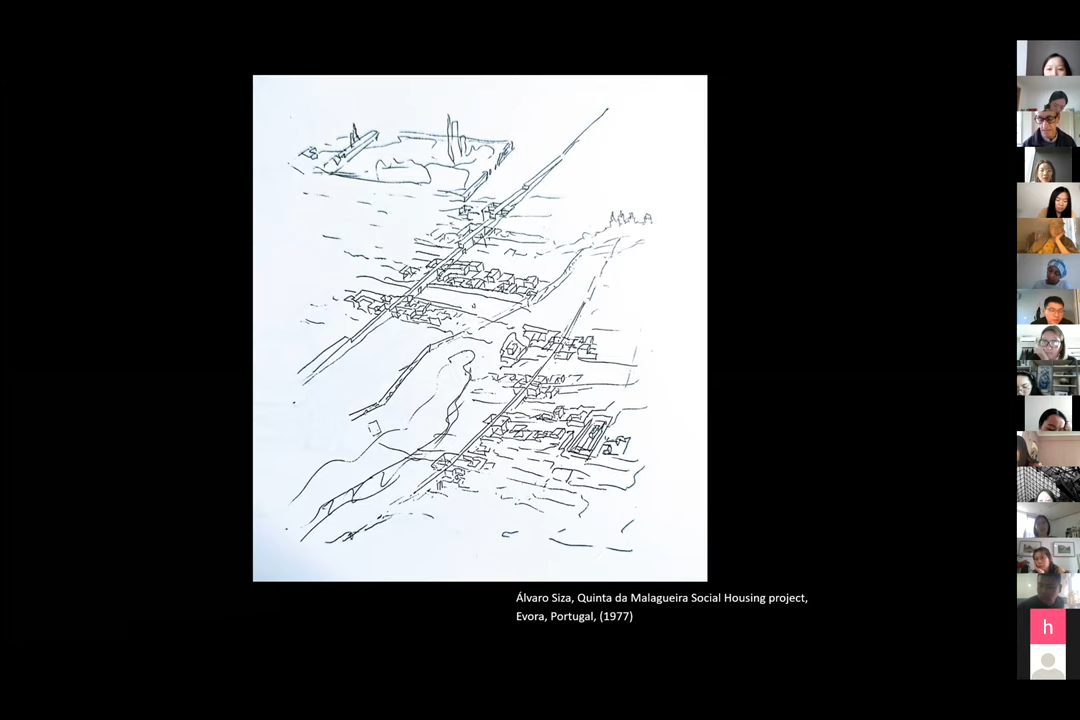 Álvaro Siza, Quinta da Malagueira Social Housing project,
Evora, Portugal, (1977)
h